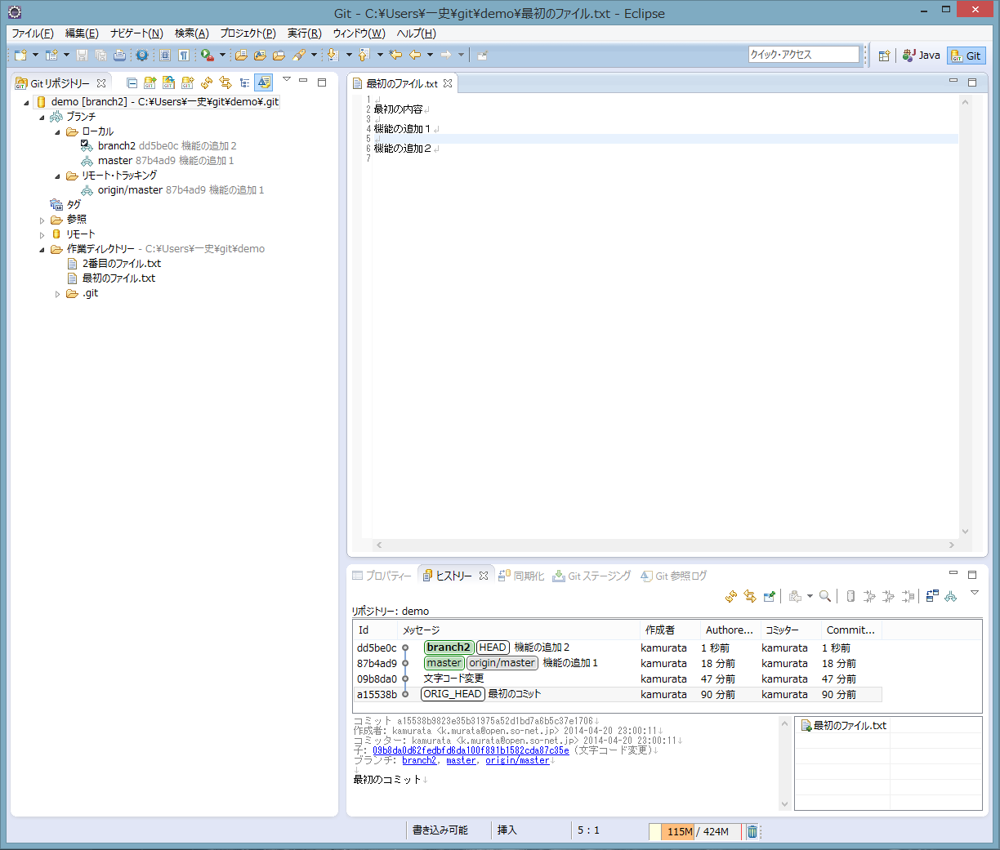 Git - C:¥Users¥一史¥git¥demo¥最初のファイル.txt - Eclipse
ファイル(F) 編集(E) ナビゲート(N) 検索(A) プロジェクト(P) 実行(R) ウィンドウ(W) ヘルプ(H)
クイック・アクセス Java Git
Git リポジトリー
demo [branch2] - C:¥Users¥一史¥git¥demo¥.git
ブランチ
ローカル
branch2 dd5be0c 機能の追加２
master 87b4ad9 機能の追加１
リモート・トラッキング
origin/master 87b4ad9 機能の追加１
タグ
参照
リモート
作業ディレクトリー - C:¥Users¥一史¥git¥demo
2番目のファイル.txt
最初のファイル.txt
.git
最初のファイル.txt
1
2 最初の内容
3
4 機能の追加１
5
6 機能の追加２
7
プロパティー ヒストリー 同期化 Git ステージング Git 参照ログ
リポジトリー: demo
Id メッセージ 作成者 Authore... コミッター Commit...
dd5be0c branch2 HEAD 機能の追加２ kamurata 1 秒前 kamurata 1 秒前
87b4ad9 master origin/master 機能の追加１ kamurata 18 分前 kamurata 18 分前
09b8da0 文字コード変更 kamurata 47 分前 kamurata 47 分前
a15538b ORIG_HEAD 最初のコミット kamurata 90 分前 kamurata 90 分前
コミット a15538b9823e35b31975a52d1bd7a6b5c37e1706
作成者: kamurata <k.murata@open.so-net.jp> 2014-04-20 23:00:11
コミッター: kamurata <k.murata@open.so-net.jp> 2014-04-20 23:00:11
子: 09b8da0d62fedbfd6da100f891b1582cda87c35e (文字コード変更)
ブランチ: branch2, master, origin/master
最初のコミット
最初のファイル.txt
書き込み可能 挿入 5 : 1 115M / 424M